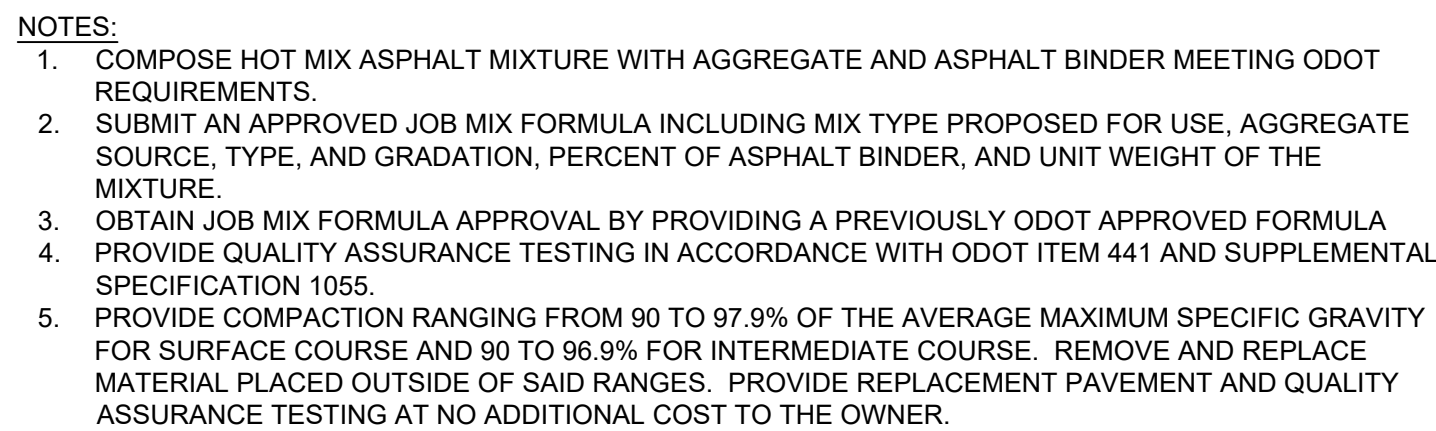 NOTES:
1. COMPOSE HOT MIX ASPHALT MIXTURE WITH AGGREGATE AND ASPHALT BINDER MEETING ODOT
REQUIREMENTS.
2. SUBMIT AN APPROVED JOB MIX FORMULA INCLUDING MIX TYPE PROPOSED FOR USE, AGGREGATE
SOURCE, TYPE, AND GRADATION, PERCENT OF ASPHALT BINDER, AND UNIT WEIGHT OF THE
MIXTURE.
3. OBTAIN JOB MIX FORMULA APPROVAL BY PROVIDING A PREVIOUSLY ODOT APPROVED FORMULA
4. PROVIDE QUALITY ASSURANCE TESTING IN ACCORDANCE WITH ODOT ITEM 441 AND SUPPLEMENTAL
SPECIFICATION 1055.
5. PROVIDE COMPACTION RANGING FROM 90 TO 97.9% OF THE AVERAGE MAXIMUM SPECIFIC GRAVITY
FOR SURFACE COURSE AND 90 TO 96.9% FOR INTERMEDIATE COURSE. REMOVE AND REPLACE
MATERIAL PLACED OUTSIDE OF SAID RANGES. PROVIDE REPLACEMENT PAVEMENT AND QUALITY
ASSURANCE TESTING AT NO ADDITIONAL COST TO THE OWNER.